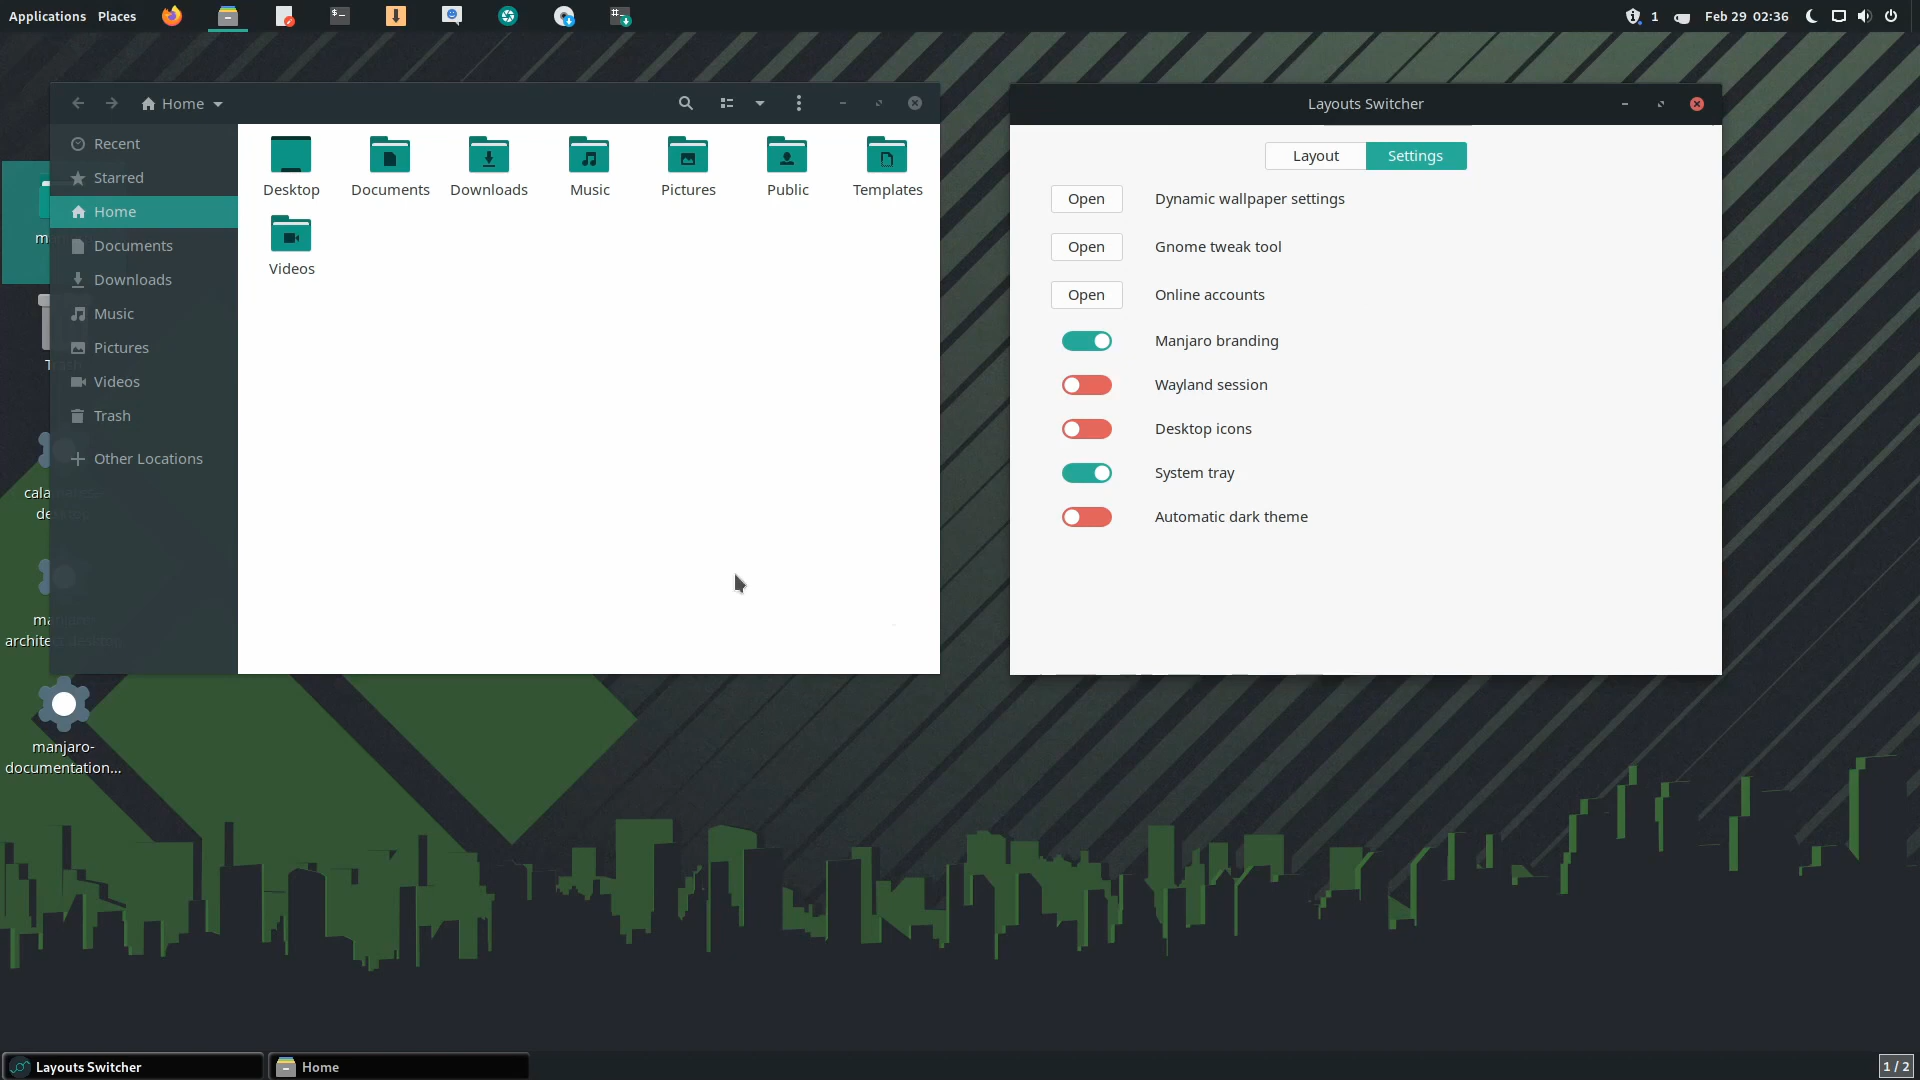 Applications Places
1 Feb 29 02:36
Home
Recent
Starred
Home
Documents
Downloads
Music
Pictures
Videos
Trash
Other Locations
Desktop
Documents
Downloads
Music
Pictures
Public
Templates
Videos
Layouts Switcher
Layout
Settings
Open Dynamic wallpaper settings
Open Gnome tweak tool
Open Online accounts
Manjaro branding
Wayland session
Desktop icons
System tray
Automatic dark theme
manjaro-
documentation...
Layouts Switcher
Home
1 / 2